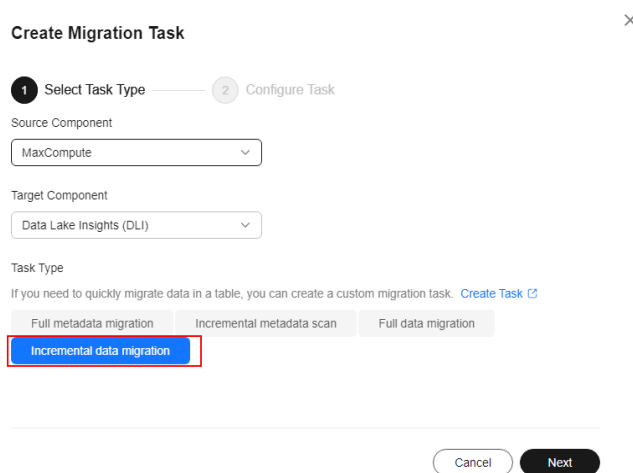 Create Migration Task
1 Select Task Type 2 Configure Task
Source Component
MaxCompute
Target Component
Data Lake Insights (DLI)
Task Type
If you need to quickly migrate data in a table, you can create a custom migration task. Create Task
Full metadata migration Incremental metadata scan Full data migration
Incremental data migration
Cancel Next